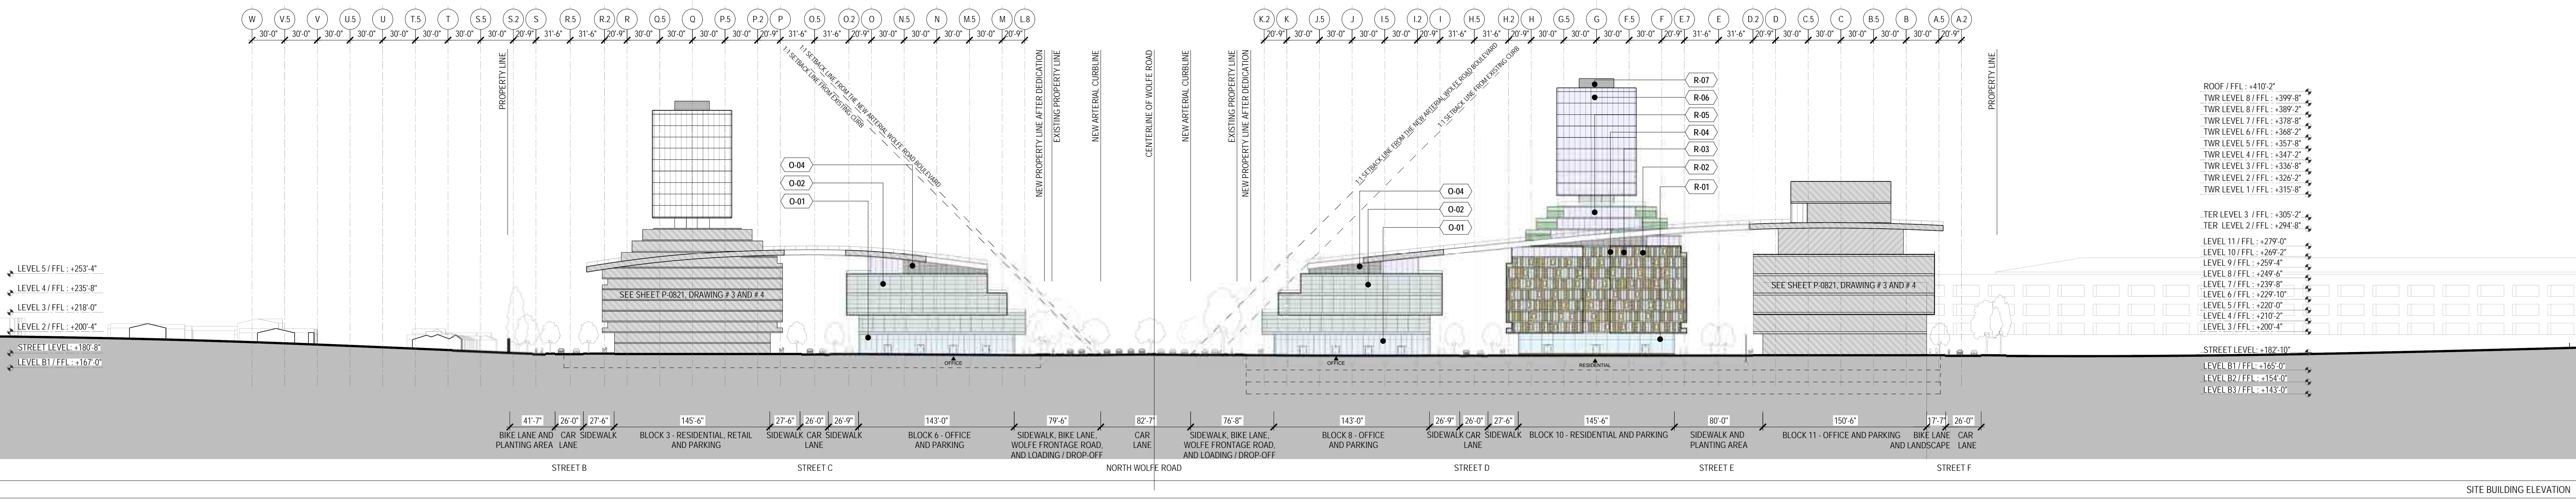 W V.5 V U.5 U T.5 T S.5 S.2 S R.5 R.2 R Q.5 Q P.5 P.2 P O.5 O.2 O N.5 N M.5 M L.8 K.2 K J.5 J I.5 I.2 I H.5 H.2 H G.5 G F.5 F E.7 E D.2 D C.5 C B.5 B A.5 A.2
30'-0" 30'-0" 30'-0" 30'-0" 30'-0" 30'-0" 30'-0" 30'-0" 20'-9" 31'-6" 31'-6" 20'-9" 30'-0" 30'-0" 30'-0" 30'-0" 20'-9" 31'-6" 31'-6" 20'-9" 30'-0" 30'-0" 30'-0" 30'-0" 20'-9" 20'-9" 30'-0" 30'-0" 30'-0" 30'-0" 20'-9" 31'-6" 31'-6" 20'-9" 30'-0" 30'-0" 30'-0" 30'-0" 20'-9" 31'-6" 31'-6" 20'-9" 30'-0" 30'-0" 30'-0" 30'-0" 30'-0" 20'-9"
PROPERTY LINE
1:1 SETBACK LINE FROM THE NEW ARTERIAL WOLFE ROAD BOULEVARD
1:1 SETBACK LINE FROM EXISTING CURB
NEW PROPERTY LINE AFTER DEDICATION
EXISTING PROPERTY LINE
NEW ARTERIAL CURBLINE
CENTERLINE OF WOLFE ROAD
NEW ARTERIAL CURBLINE
EXISTING PROPERTY LINE
NEW PROPERTY LINE AFTER DEDICATION
1:1 SETBACK LINE FROM THE NEW ARTERIAL WOLFE ROAD BOULEVARD
1:1 SETBACK LINE FROM EXISTING CURB
PROPERTY LINE
O-04
O-02
O-01
O-04
O-02
O-01
R-07
R-06
R-05
R-04
R-03
R-02
R-01
LEVEL 5 / FFL : +253'-4"
LEVEL 4 / FFL : +235'-8"
LEVEL 3 / FFL : +218'-0"
LEVEL 2 / FFL : +200'-4"
STREET LEVEL: +180'-8"
LEVEL B1 / FFL : +167'-0"
SEE SHEET P-0821, DRAWING # 3 AND # 4
SEE SHEET P-0821, DRAWING # 3 AND # 4
OFFICE
OFFICE
RESIDENTIAL
ROOF / FFL : +410'-2"
TWR LEVEL 8 / FFL : +399'-8"
TWR LEVEL 8 / FFL : +389'-2"
TWR LEVEL 7 / FFL : +378'-8"
TWR LEVEL 6 / FFL : +368'-2"
TWR LEVEL 5 / FFL : +357'-8"
TWR LEVEL 4 / FFL : +347'-2"
TWR LEVEL 3 / FFL : +336'-8"
TWR LEVEL 2 / FFL : +326'-2"
TWR LEVEL 1 / FFL : +315'-8"
TER LEVEL 3 / FFL : +305'-2"
TER LEVEL 2 / FFL : +294'-8"
LEVEL 11 / FFL : +279'-0"
LEVEL 10 / FFL : +269'-2"
LEVEL 9 / FFL : +259'-4"
LEVEL 8 / FFL : +249'-6"
LEVEL 7 / FFL : +239'-8"
LEVEL 6 / FFL : +229'-10"
LEVEL 5 / FFL : +220'-0"
LEVEL 4 / FFL : +210'-2"
LEVEL 3 / FFL : +200'-4"
STREET LEVEL: +182'-10"
LEVEL B1 / FFL : +165'-0"
LEVEL B2 / FFL : +154'-0"
LEVEL B3 / FFL : +143'-0"
41'-7" 26'-0" 27'-6" 145'-6" 27'-6" 26'-0" 26'-9" 143'-0" 79'-6" 82'-7" 76'-8" 143'-0" 26'-9" 26'-0" 27'-6" 145'-6" 80'-0" 150'-6" 17'-7" 26'-0"
BIKE LANE AND
PLANTING AREA
CAR
LANE
SIDEWALK
BLOCK 3 - RESIDENTIAL, RETAIL
AND PARKING
SIDEWALK
CAR
LANE
SIDEWALK
BLOCK 6 - OFFICE
AND PARKING
SIDEWALK, BIKE LANE,
WOLFE FRONTAGE ROAD,
AND LOADING / DROP-OFF
CAR
LANE
SIDEWALK, BIKE LANE,
WOLFE FRONTAGE ROAD,
AND LOADING / DROP-OFF
BLOCK 8 - OFFICE
AND PARKING
SIDEWALK
CAR
LANE
SIDEWALK
BLOCK 10 - RESIDENTIAL AND PARKING
SIDEWALK AND
PLANTING AREA
BLOCK 11 - OFFICE AND PARKING
BIKE LANE
AND LANDSCAPE
CAR
LANE
STREET B STREET C NORTH WOLFE ROAD STREET D STREET E STREET F
SITE BUILDING ELEVATION